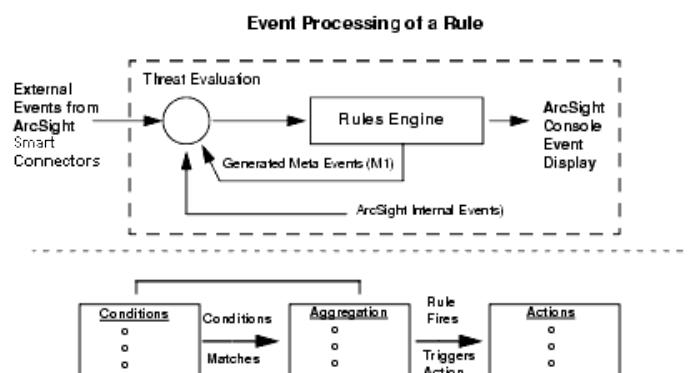 Event Processing of a Rule
Threat Evaluation
External
Events from
ArcSight
Smart
Connectors
Rules Engine
ArcSight
Console
Event
Display
Generated Meta Events (M1)
ArcSight Internal Events)
Conditions
Conditions
Matches
Aggregation
Rule
Fires
Triggers
Action
Actions